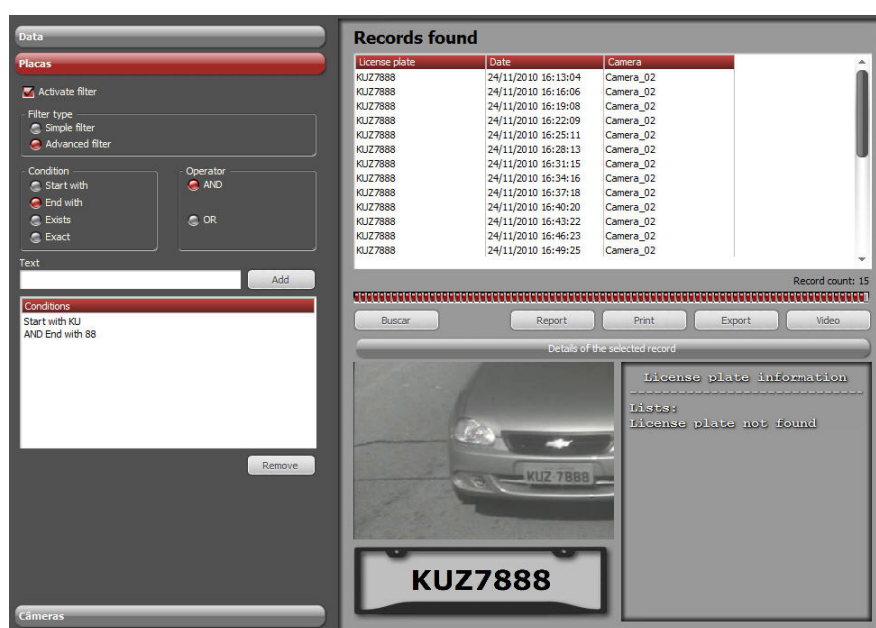 Data
Placas
Activate filter
Filter type
Simple filter
Advanced filter
Condition
Start with
End with
Exists
Exact
Operator
AND
OR
Text
Add
Conditions
Start with KU
AND End with 88
Remove
Câmeras
Records found
License plate Date Camera
KUZ7888 24/11/2010 16:13:04 Camera_02
KUZ7888 24/11/2010 16:16:06 Camera_02
KUZ7888 24/11/2010 16:19:08 Camera_02
KUZ7888 24/11/2010 16:22:09 Camera_02
KUZ7888 24/11/2010 16:25:11 Camera_02
KUZ7888 24/11/2010 16:28:13 Camera_02
KUZ7888 24/11/2010 16:31:15 Camera_02
KUZ7888 24/11/2010 16:34:16 Camera_02
KUZ7888 24/11/2010 16:37:18 Camera_02
KUZ7888 24/11/2010 16:40:20 Camera_02
KUZ7888 24/11/2010 16:43:22 Camera_02
KUZ7888 24/11/2010 16:46:23 Camera_02
KUZ7888 24/11/2010 16:49:25 Camera_02
Record count: 15
Buscar Report Print Export Video
Details of the selected record
KUZ-7888
KUZ7888
License plate information
Lists:
License plate not found